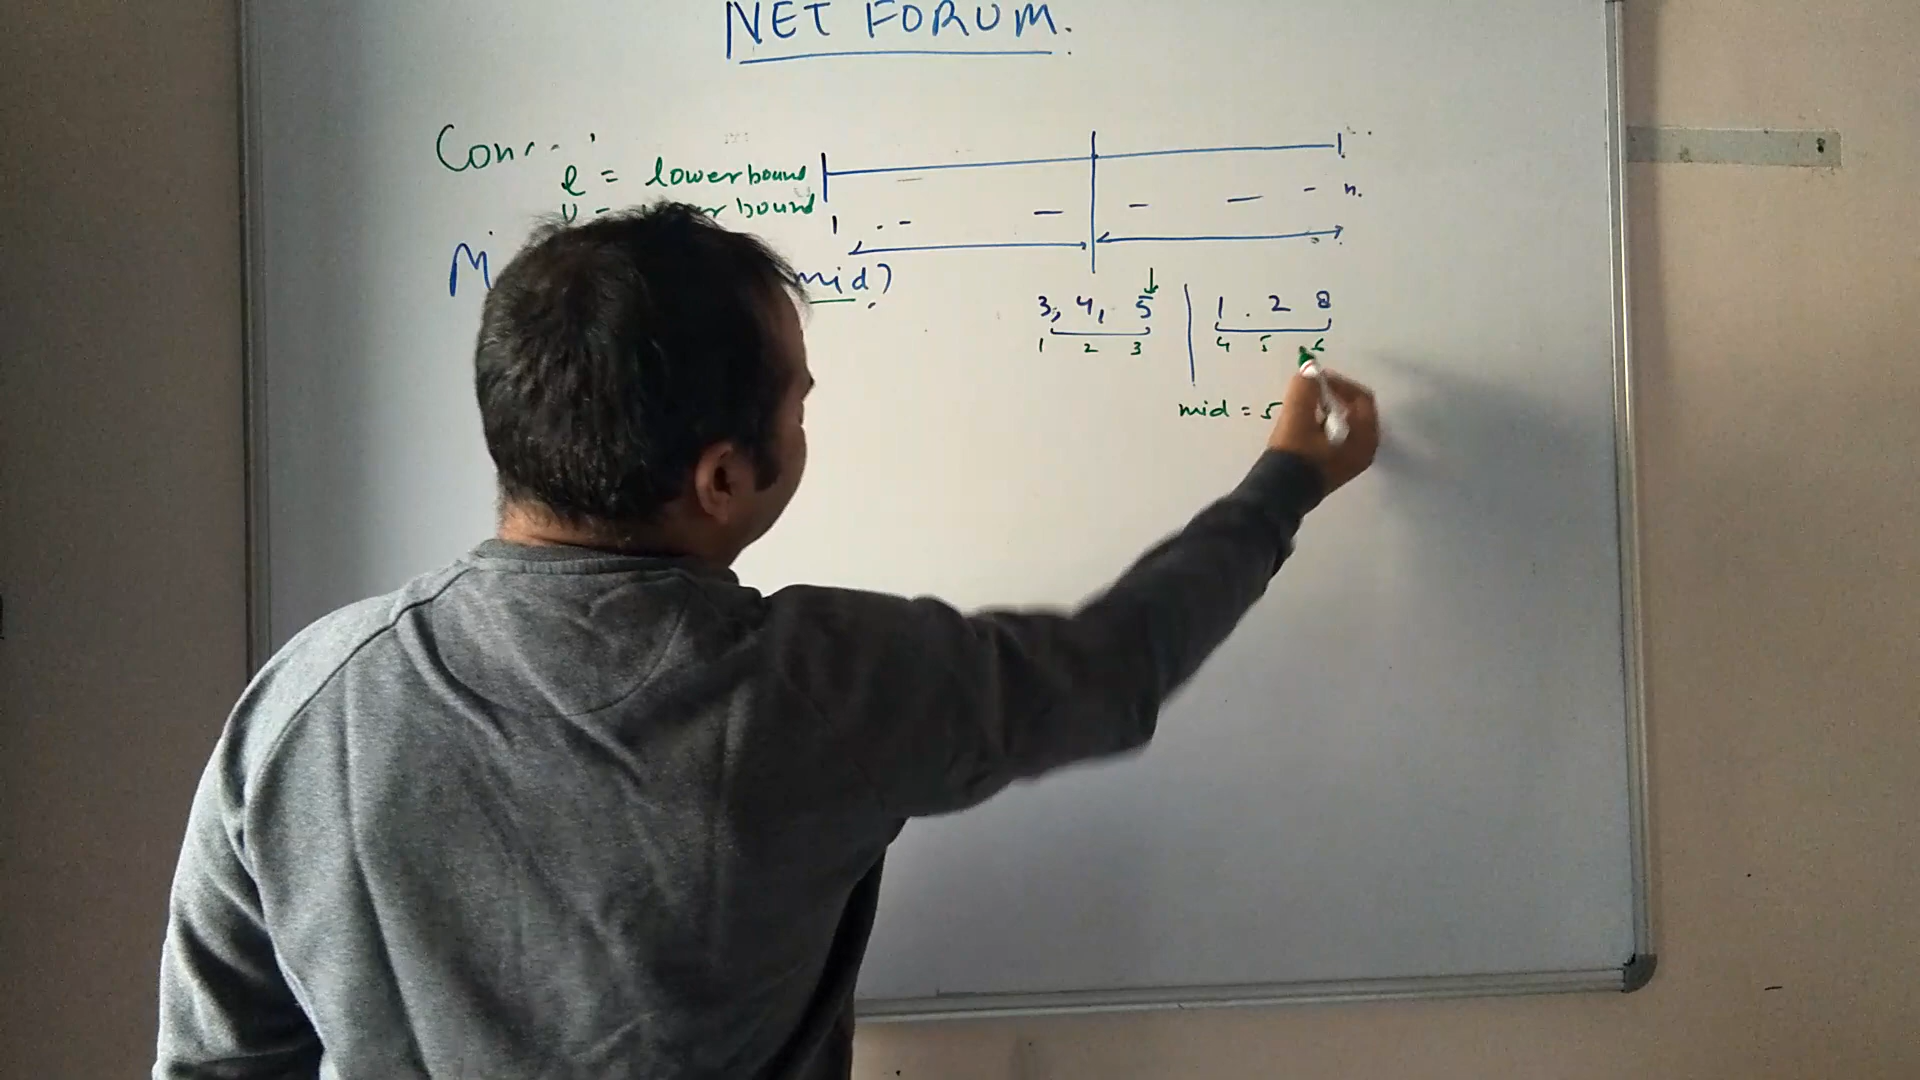 NET FORUM.
l = lowerbound
bound
1 n.
mid)
3, 4, 5 1 . 2 8
1 2 3 4 5 6
mid = 5